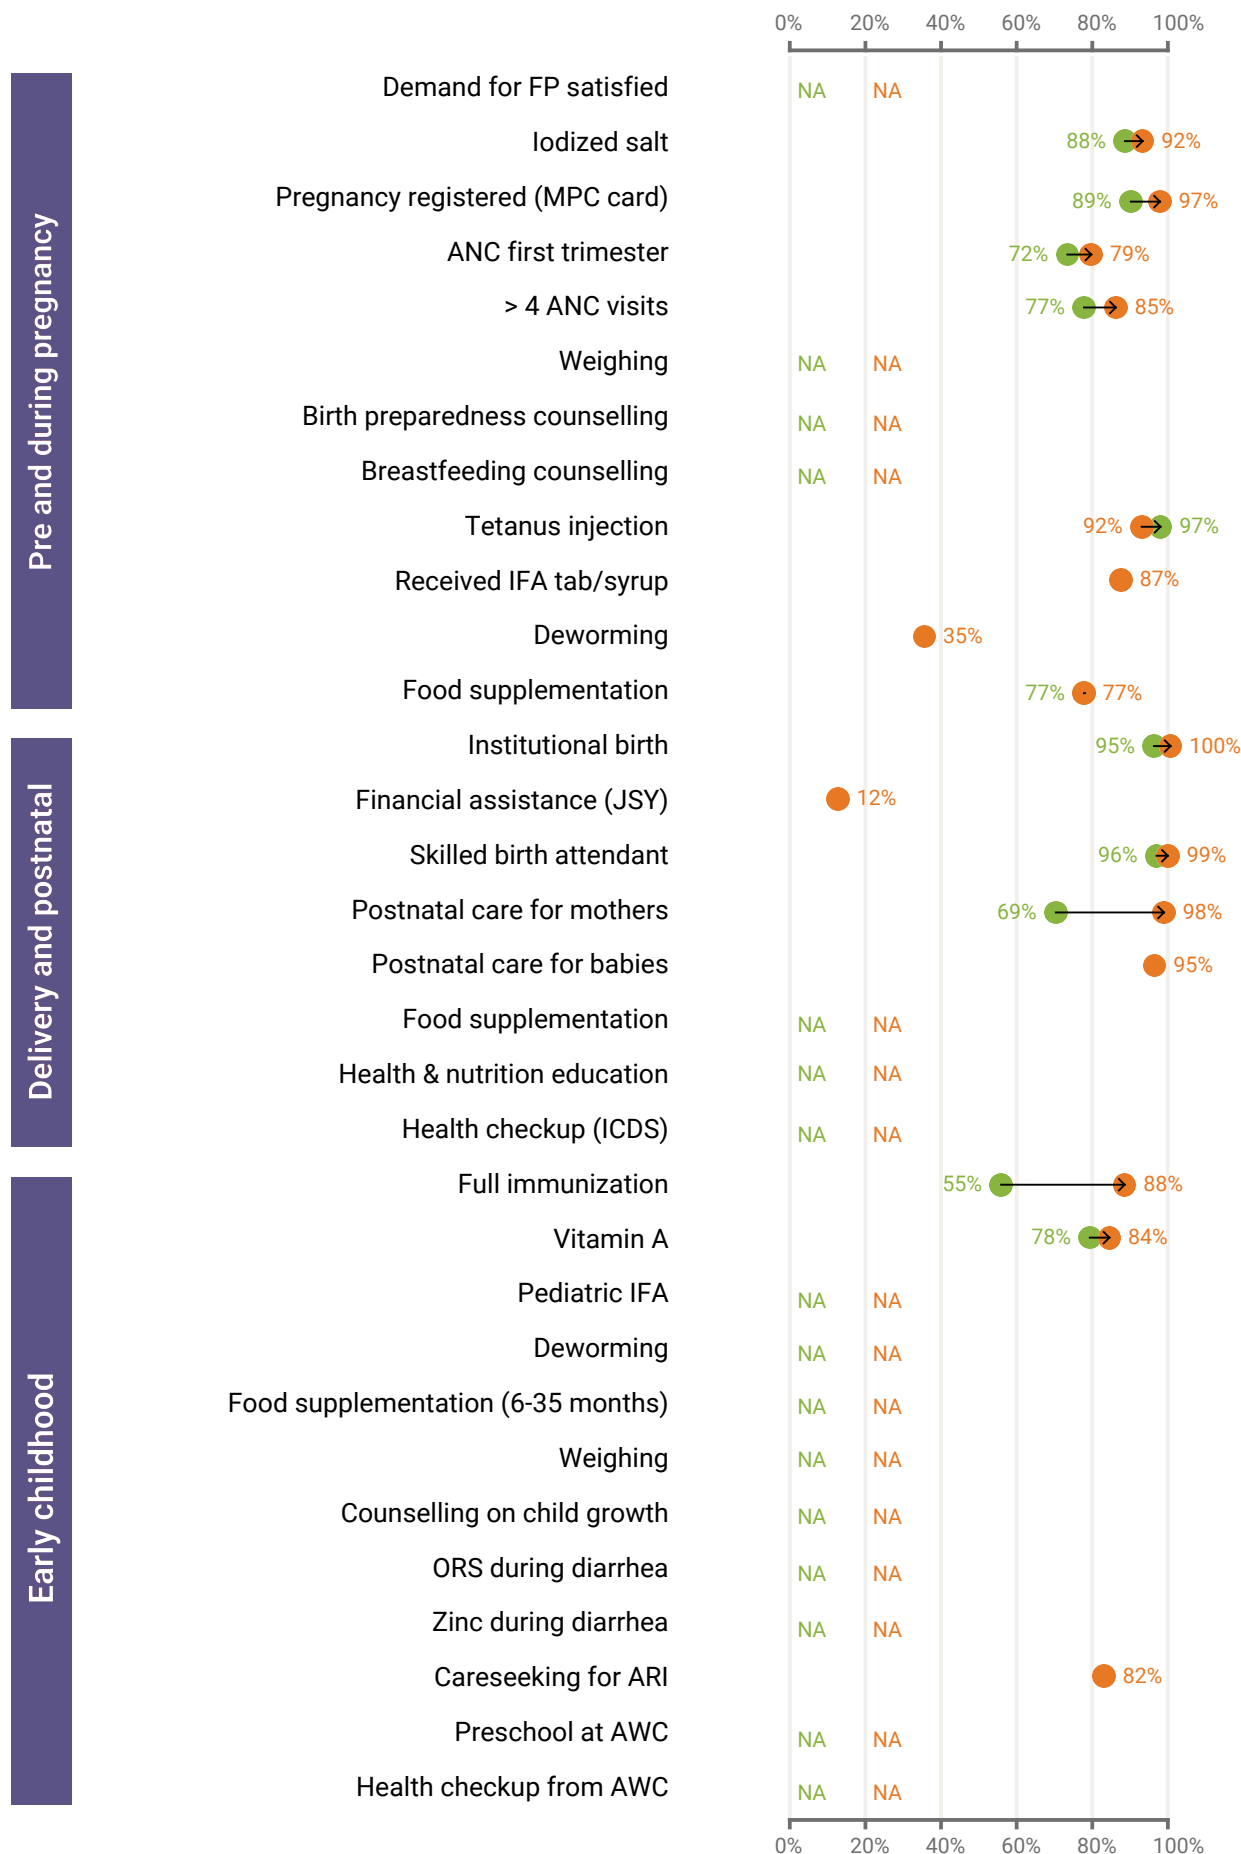 0% 20% 40% 60% 80% 100%
Pre and during pregnancy
Demand for FP satisfied NA NA
Iodized salt 88% 92%
Pregnancy registered (MPC card) 89% 97%
ANC first trimester 72% 79%
> 4 ANC visits 77% 85%
Weighing NA NA
Birth preparedness counselling NA NA
Breastfeeding counselling NA NA
Tetanus injection 92% 97%
Received IFA tab/syrup 87%
Deworming 35%
Food supplementation 77% 77%
Delivery and postnatal
Institutional birth 95% 100%
Financial assistance (JSY) 12%
Skilled birth attendant 96% 99%
Postnatal care for mothers 69% 98%
Postnatal care for babies 95%
Food supplementation NA NA
Health & nutrition education NA NA
Health checkup (ICDS) NA NA
Early childhood
Full immunization 55% 88%
Vitamin A 78% 84%
Pediatric IFA NA NA
Deworming NA NA
Food supplementation (6-35 months) NA NA
Weighing NA NA
Counselling on child growth NA NA
ORS during diarrhea NA NA
Zinc during diarrhea NA NA
Careseeking for ARI 82%
Preschool at AWC NA NA
Health checkup from AWC NA NA
0% 20% 40% 60% 80% 100%